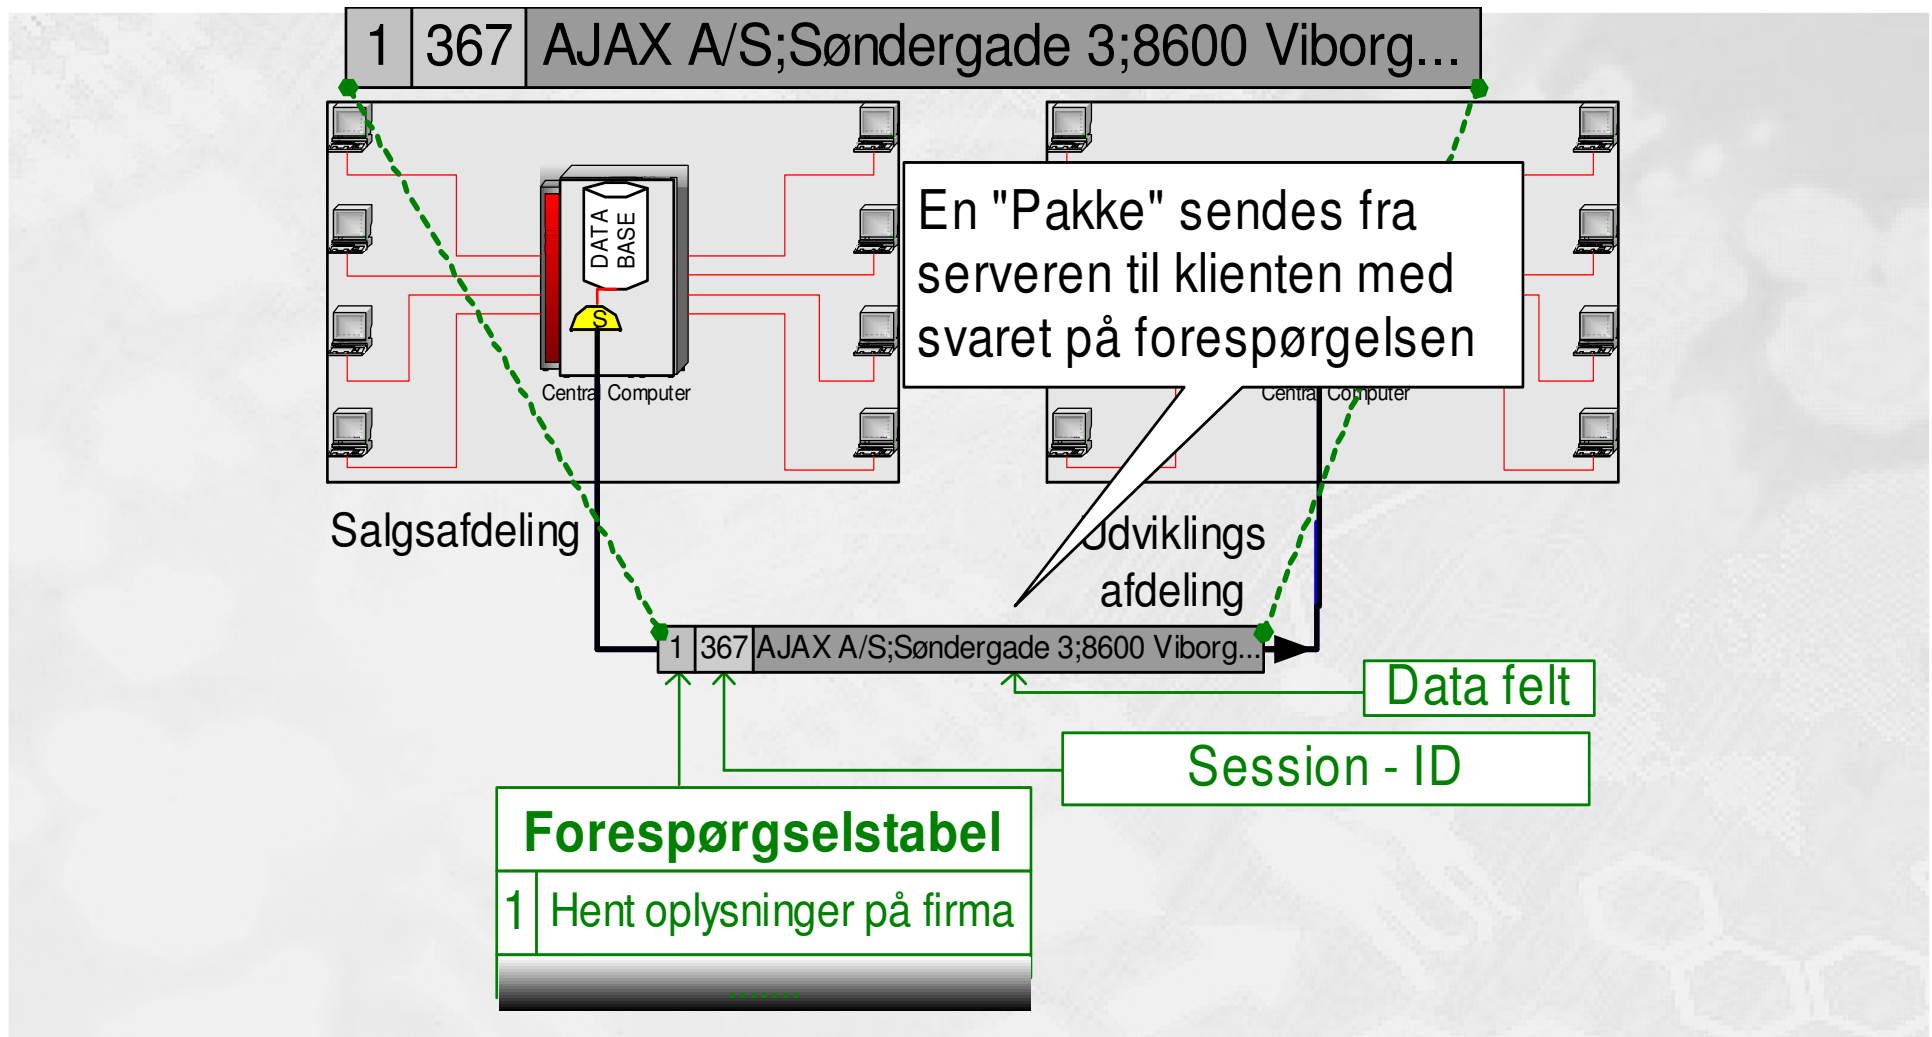 1 367 AJAX A/S;Søndergade 3;8600 Viborg...
DATA
BASE
S
Central Computer
En "Pakke" sendes fra
serveren til klienten med
svaret på forespørgelsen
Central Computer
Salgsafdeling
Udviklings
afdeling
1 367 AJAX A/S;Søndergade 3;8600 Viborg...
Data felt
Session - ID
Forespørgselstabel
1 Hent oplysninger på firma
.......